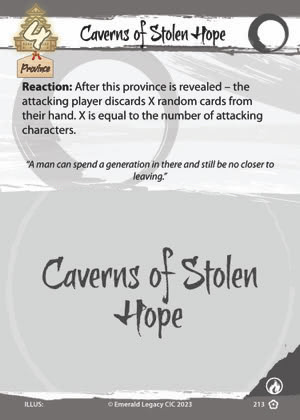 4
Caverns of Stolen Hope
Province
Reaction: After this province is revealed – the
attacking player discards X random cards from
their hand. X is equal to the number of attacking
characters.
“A man can spend a generation in there and still be no closer to
leaving.”
Caverns of Stolen
Hope
ILLUS:
© Emerald Legacy CIC 2023
213